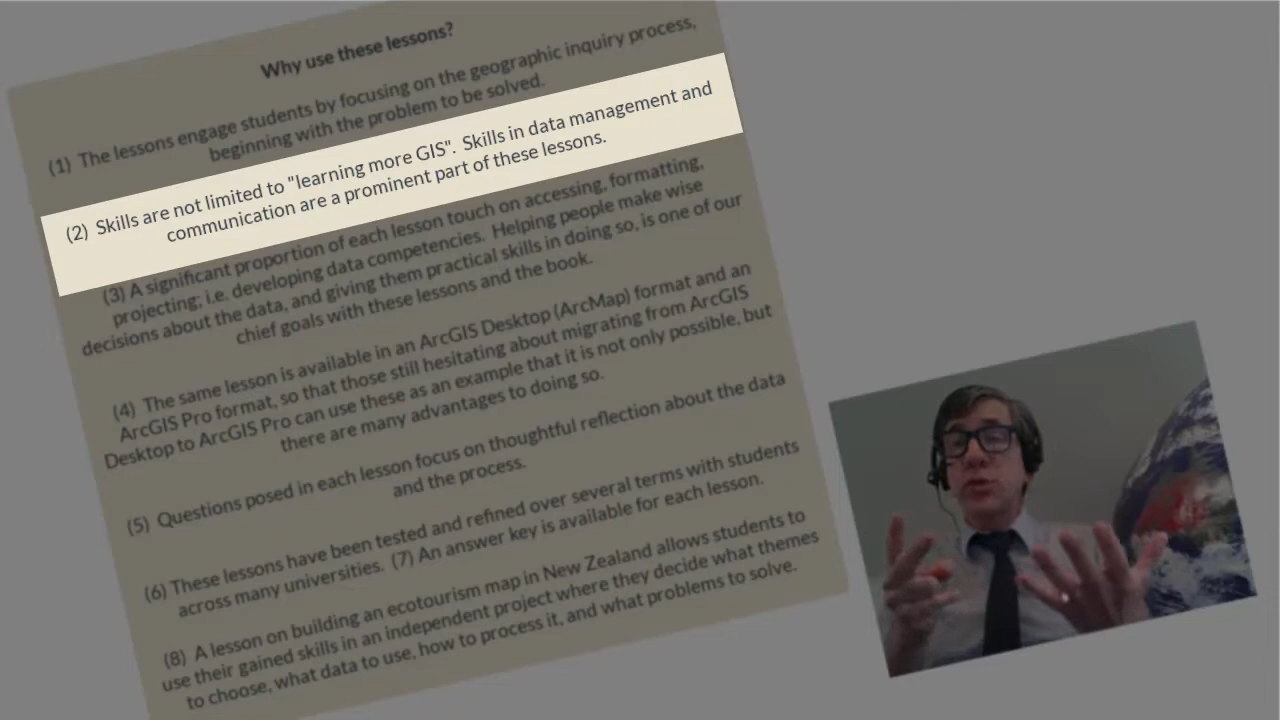 Why use these lessons?
(1) The lessons engage students by focusing on the geographic inquiry process,
beginning with the problem to be solved.
(2) Skills are not limited to "learning more GIS". Skills in data management and
communication are a prominent part of these lessons.
(3) A significant proportion of each lesson touch on accessing, formatting,
projecting; i.e. developing data competencies. Helping people make wise
decisions about the data, and giving them practical skills in doing so, is one of our
chief goals with these lessons and the book.
(4) The same lesson is available in an ArcGIS Desktop (ArcMap) format and an
ArcGIS Pro format, so that those still hesitating about migrating from ArcGIS
Desktop to ArcGIS Pro can use these as an example that it is not only possible, but
there are many advantages to doing so.
(5) Questions posed in each lesson focus on thoughtful reflection about the data
and the process.
(6) These lessons have been tested and refined over several terms with students
across many universities. (7) An answer key is available for each lesson.
(8) A lesson on building an ecotourism map in New Zealand allows students to
use their gained skills in an independent project where they decide what themes
to choose, what data to use, how to process it, and what problems to solve.